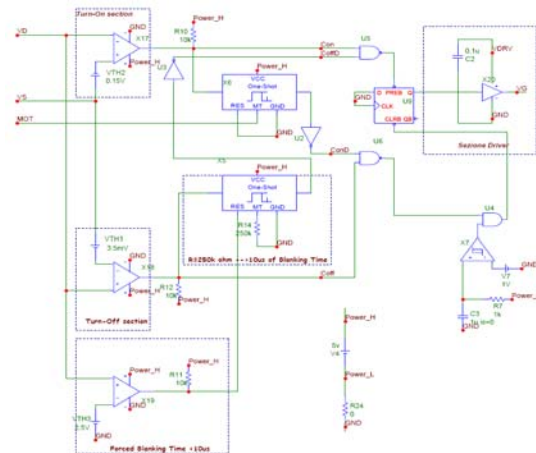 Turn-On section
GND
X17
Power_H
R10
10k
VD
VTH2
0.15V
Power_H
Con
CoffD
U5
U3
X6
VCC
One-Shot
RES MT GND
VS
MOT
Power_H
GND
U2
ConD
0.1u
C2
VDRV
X20
VG
GND
Sezione Driver
GND
D PREB Q
CLK
U9
CLRB QB
U6
X5
Power_H
VCC
One-Shot
RES MT GND
R14
250k
GND
R=250k ohm --->10us of Blanking Time
U4
X7
GND
V7
1V
R7
1k
Power_
C3
GND
VTH1
3.5mV
GND
X18
Power_H
R12
10k
Coff
Turn-Off section
Power_H
R11
10k
GND
X19
Power_H
GND
VTH3
2.5V
GND
Forced Blanking Time +10us
Power_H
5v
V4
Power_L
R24
0
GND